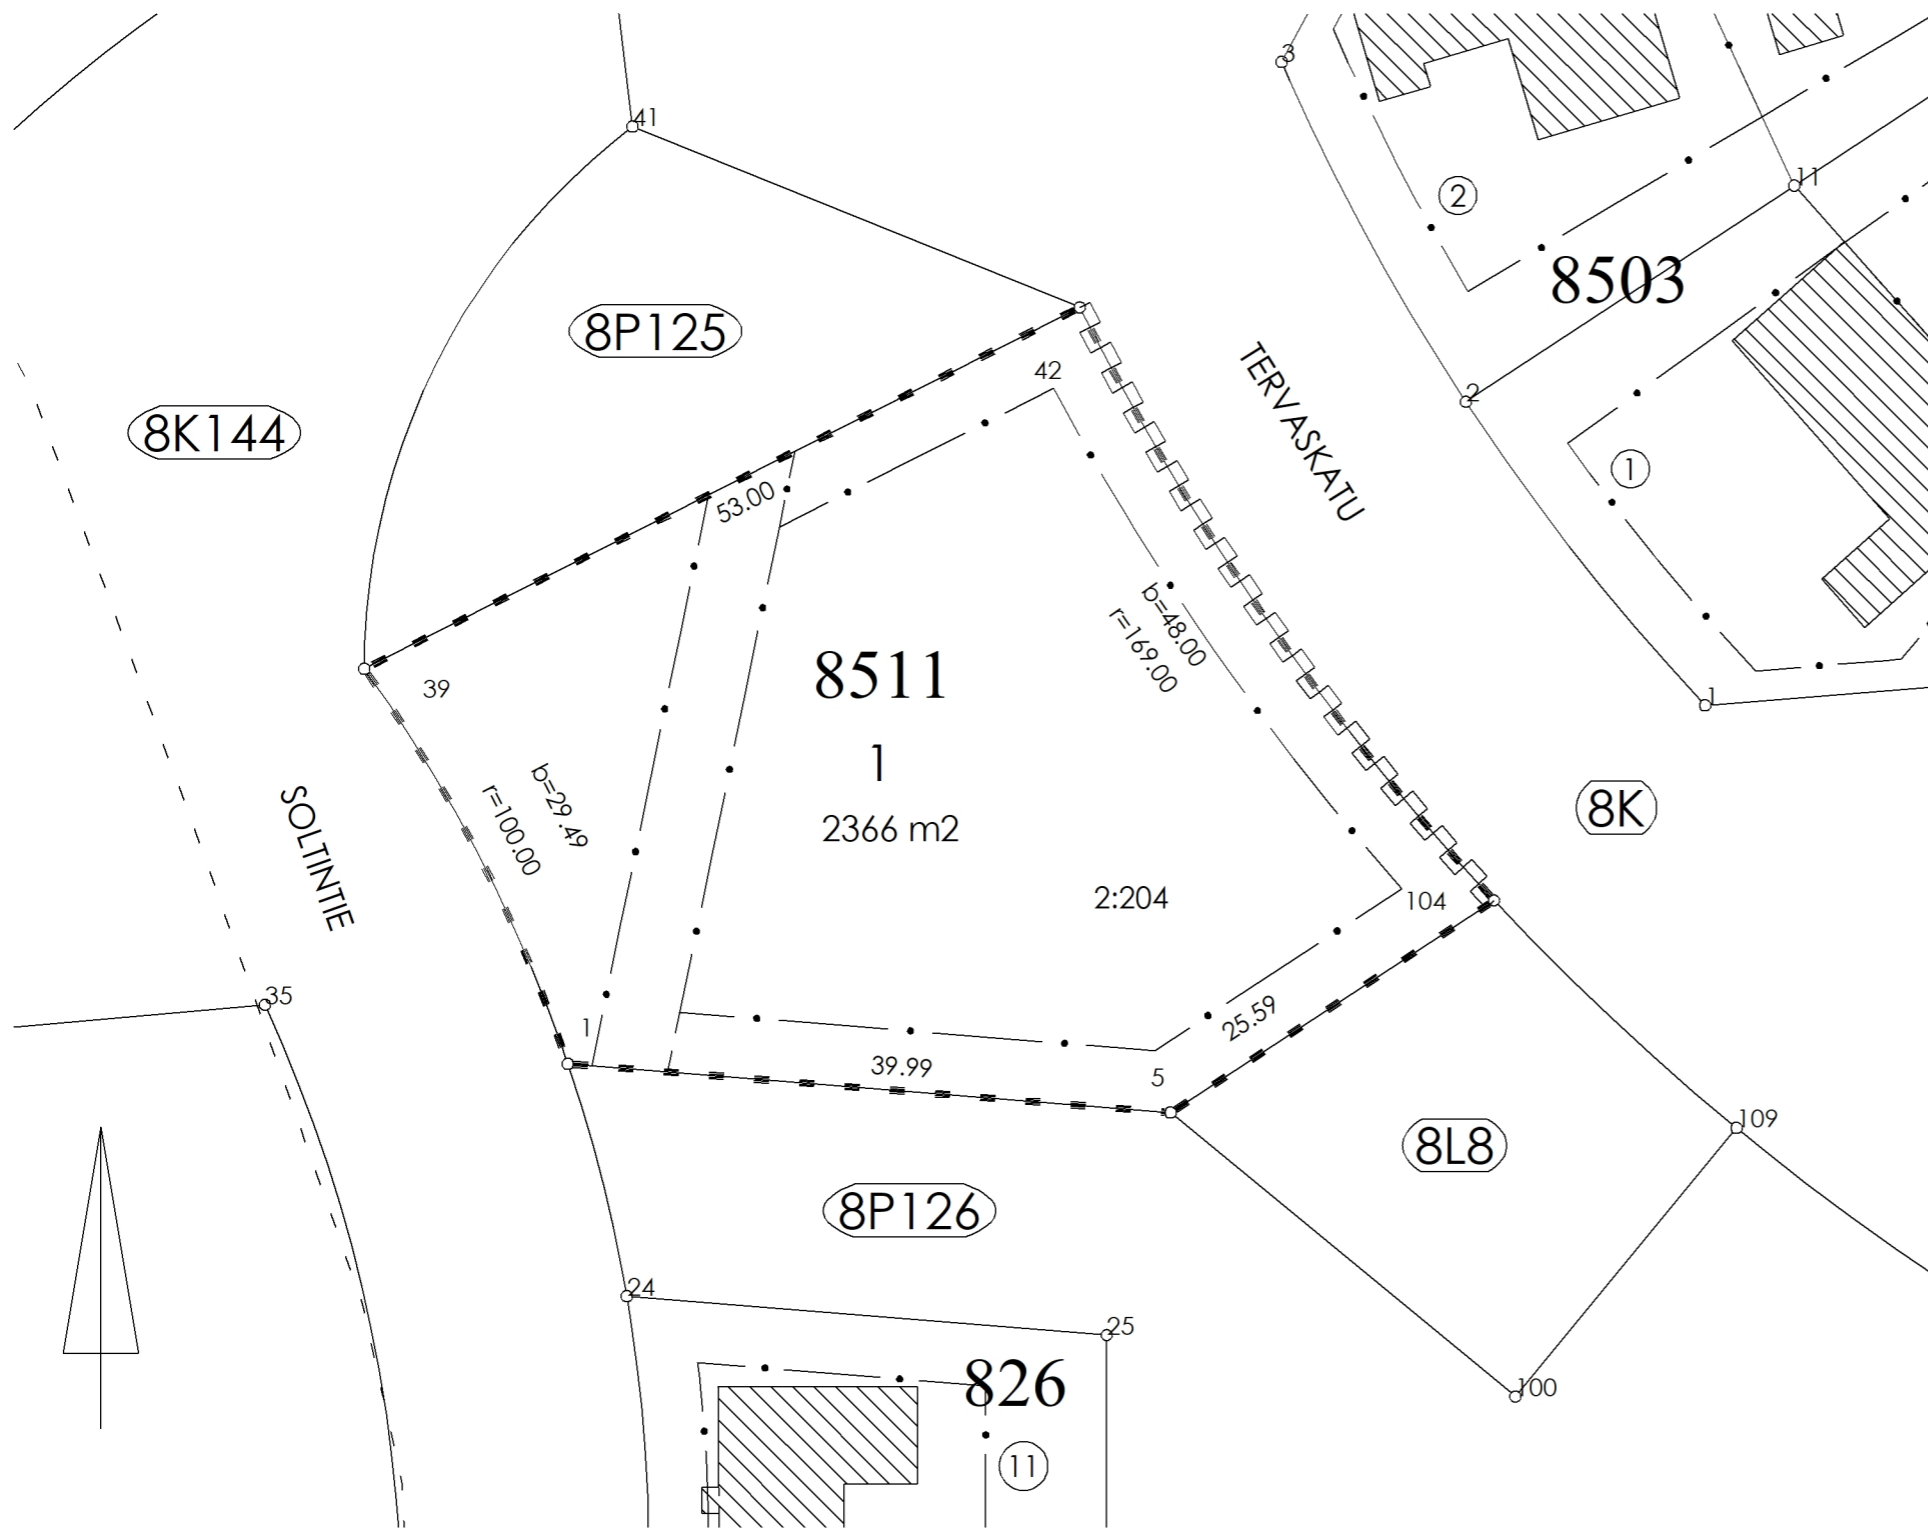 3
41
11
2
8503
8P125
TERVASKATU
42
2
8K144
1
53.00
b=48.00
r=169.00
8511
39
1
1
b=29.49
r=100.00
SOLTINTIE
8K
2366 m2
2:204
104
35
1
25.59
39.99
5
109
8L8
8P126
24
25
826
100
11